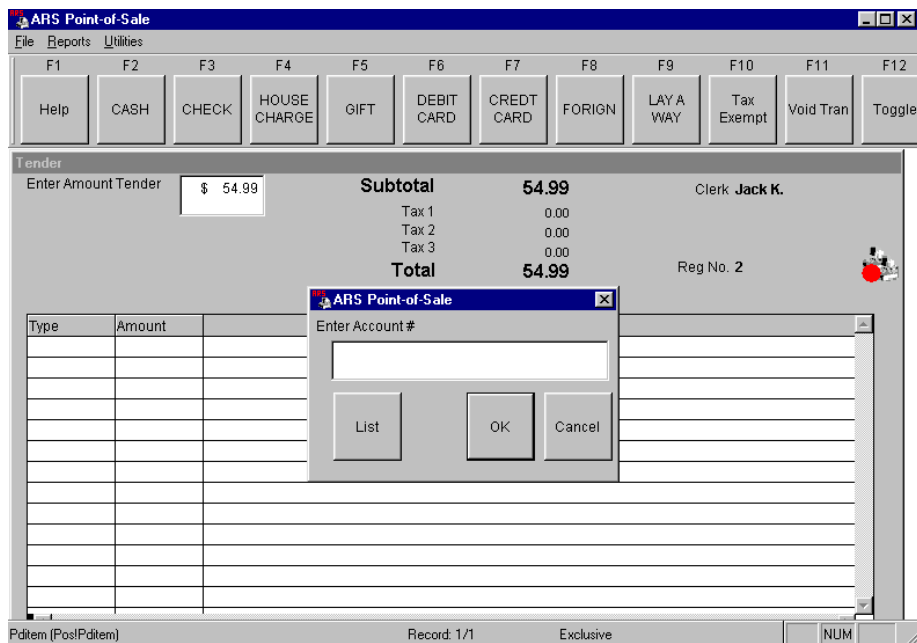 ARS Point-of-Sale
File Reports Utilities
F1 F2 F3 F4 F5 F6 F7 F8 F9 F10 F11 F12
Help CASH CHECK HOUSE CHARGE GIFT DEBIT CARD CREDT CARD FORIGN LAY A WAY Tax Exempt Void Tran Toggle
Tender
Enter Amount Tender $ 54.99 Subtotal 54.99 Clerk Jack K.
Tax 1 0.00
Tax 2 0.00
Tax 3 0.00
Total 54.99 Reg No. 2
ARS Point-of-Sale
Enter Account #
Type Amount
List OK Cancel
Pditem (Pos!Pditem) Record: 1/1 Exclusive NUM